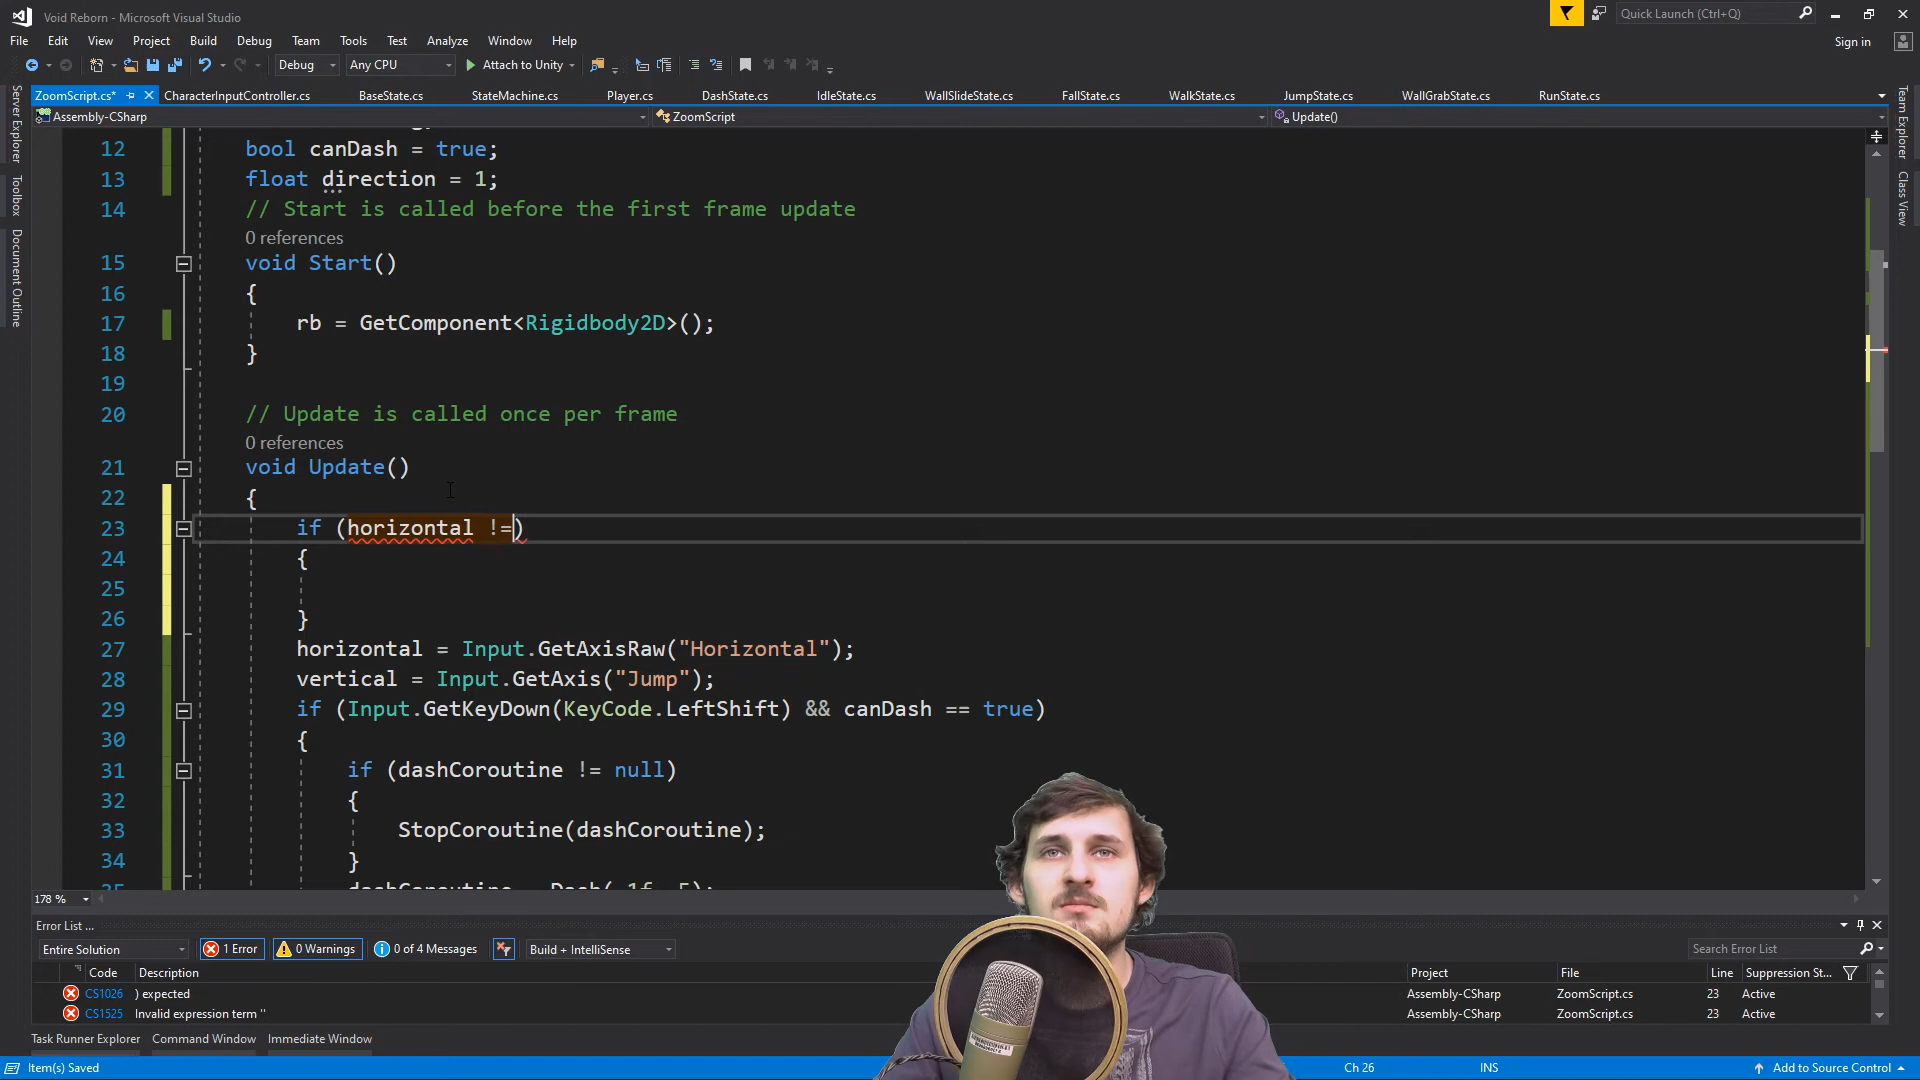 Void Reborn - Microsoft Visual Studio
Quick Launch (Ctrl+Q)
File Edit View Project Build Debug Team Tools Test Analyze Window Help
Sign in
Debug Any CPU Attach to Unity
ZoomScript.cs* CharacterInputController.cs BaseState.cs StateMachine.cs Player.cs DashState.cs IdleState.cs WallSlideState.cs FallState.cs WalkState.cs JumpState.cs WallGrabState.cs RunState.cs
Assembly-CSharp ZoomScript Update()
Server Explorer
Toolbox
Document Outline
Team Explorer
Class View
12 bool canDash = true;
13 float direction = 1;
14 // Start is called before the first frame update
0 references
15 void Start()
16 {
17 rb = GetComponent<Rigidbody2D>();
18 }
19
20 // Update is called once per frame
0 references
21 void Update()
22 {
23 if (horizontal !=)
24 {
25
26 }
27 horizontal = Input.GetAxisRaw("Horizontal");
28 vertical = Input.GetAxis("Jump");
29 if (Input.GetKeyDown(KeyCode.LeftShift) && canDash == true)
30 {
31 if (dashCoroutine != null)
32 {
33 StopCoroutine(dashCoroutine);
34 }
178 %
Error List ...
Entire Solution 1 Error 0 Warnings 0 of 4 Messages Build + IntelliSense Search Error List
Code Description Project File Line Suppression St...
CS1026 ) expected Assembly-CSharp ZoomScript.cs 23 Active
CS1525 Invalid expression term '' Assembly-CSharp ZoomScript.cs 23 Active
Task Runner Explorer Command Window Immediate Window
Item(s) Saved Ch 26 INS Add to Source Control